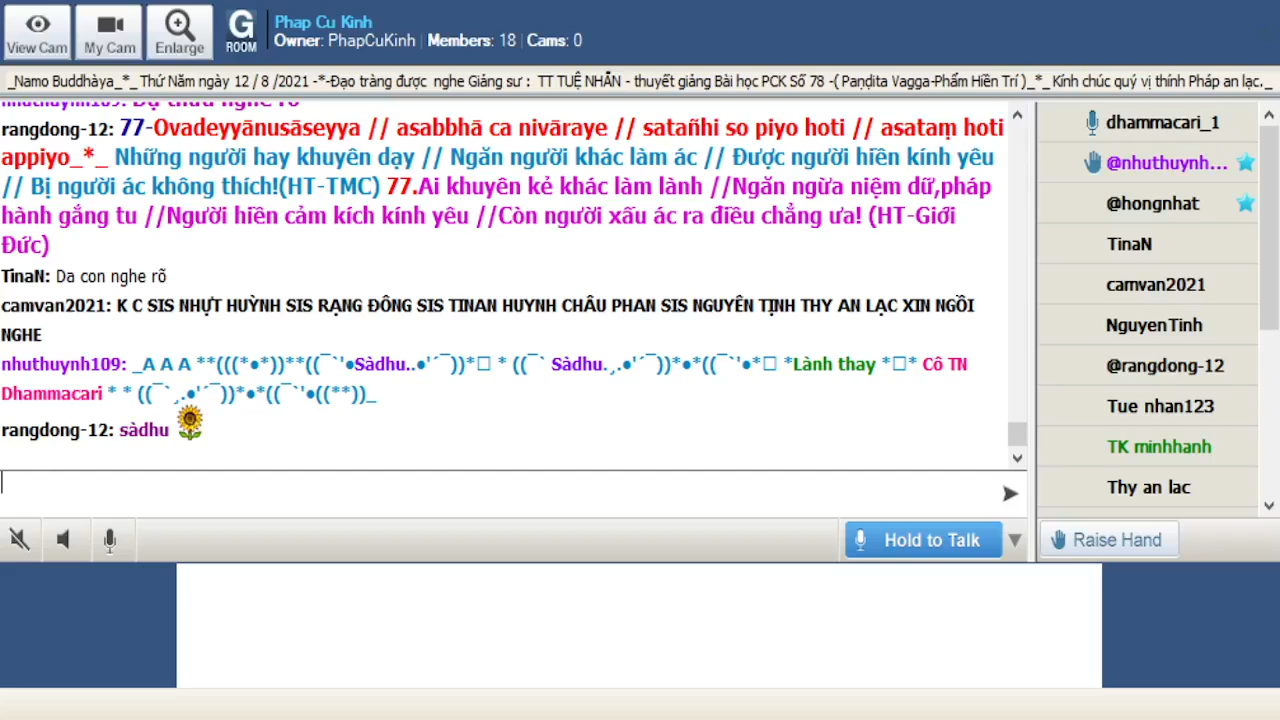 View Cam
My Cam
Enlarge
G
ROOM
Phap Cu Kinh
Owner: PhapCuKinh | Members: 18 | Cams: 0
_Namo Buddhàya_*_ Thứ Năm ngày 12 / 8 /2021 -*-Đạo tràng được nghe Giảng sư : TT TUỆ NHẪN - thuyết giảng Bài học PCK Số 78 -( Paṇḍita Vagga-Phẩm Hiền Trí )_*_ Kính chúc quý vị thính Pháp an lạc._
nhuthuynh109: Dạ thưa nghe rõ
rangdong-12: 77-Ovadeyyānusāseyya // asabbhā ca nivāraye // satañhi so piyo hoti // asataṃ hoti
appiyo_*_ Những người hay khuyên dạy // Ngăn người khác làm ác // Được người hiền kính yêu
// Bị người ác không thích!(HT-TMC) 77.Ai khuyên kẻ khác làm lành //Ngăn ngừa niệm dữ,pháp
hành gắng tu //Người hiền cảm kích kính yêu //Còn người xấu ác ra điều chẳng ưa! (HT-Giới
Đức)
TinaN: Da con nghe rõ
camvan2021: K C SIS NHỰT HUỲNH SIS RẠNG ĐÔNG SIS TINAN HUYNH CHÂU PHAN SIS NGUYÊN TỊNH THY AN LẠC XIN NGỒI
NGHE
nhuthuynh109: _A A A **(((*•*))**((¯`'•Sàdhu..•'´¯))*□ * ((¯` Sàdhu.¸.•'´¯))*•*((¯`'•*□ *Lành thay *□* Cô TN
Dhammacari * * ((¯`¸.•'´¯))*•*((¯`'•((**))_
rangdong-12: sàdhu
Hold to Talk
dhammacari_1
@nhuthuynh...
@hongnhat
TinaN
camvan2021
NguyenTinh
@rangdong-12
Tue nhan123
TK minhhanh
Thy an lac
Raise Hand